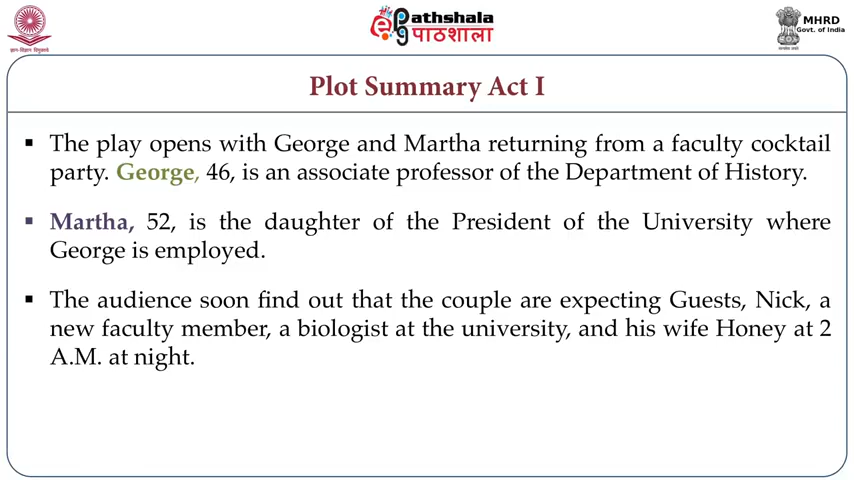 ePathshala
पाठशाला
MHRD
Govt. of India
Plot Summary Act I
▪ The play opens with George and Martha returning from a faculty cocktail
party. George, 46, is an associate professor of the Department of History.
▪ Martha, 52, is the daughter of the President of the University where
George is employed.
▪ The audience soon find out that the couple are expecting Guests, Nick, a
new faculty member, a biologist at the university, and his wife Honey at 2
A.M. at night.